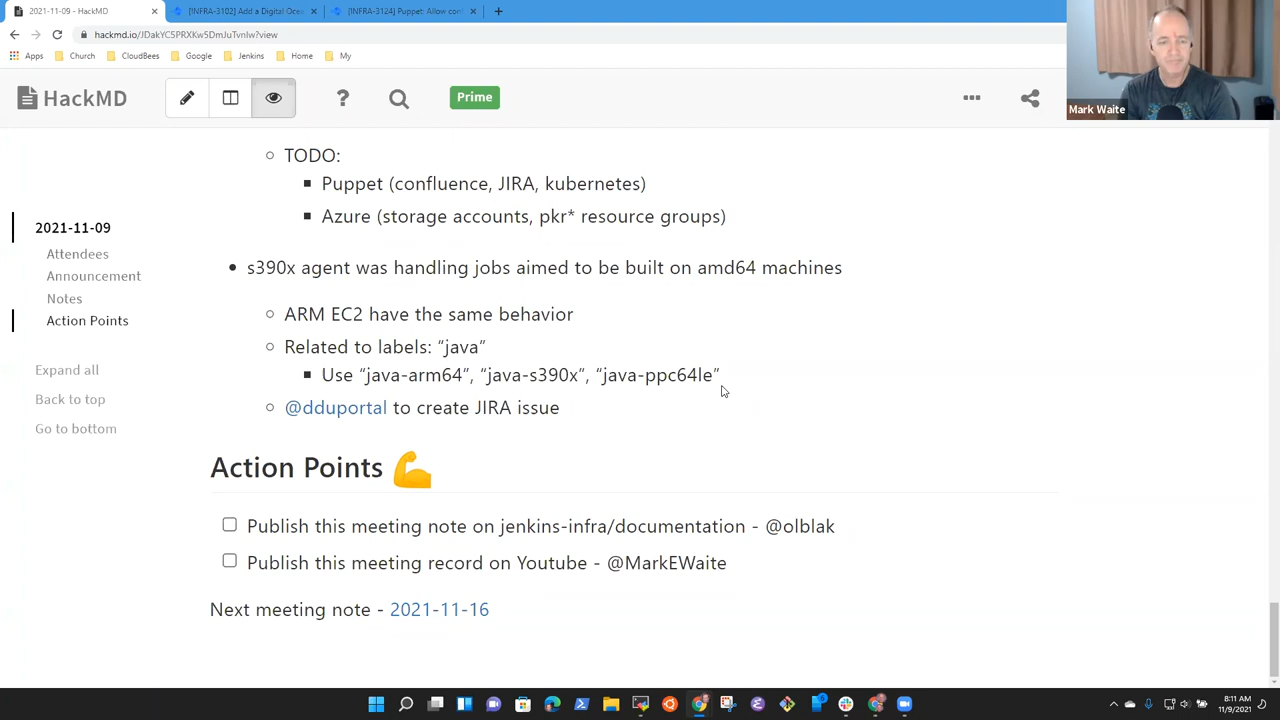 2021-11-09 - HackMD
[INFRA-3102] Add a Digital Ocea
[INFRA-3124] Puppet: Allow con
hackmd.io/JDakYC5PRXKw5DmJuTvnIw?view
Apps
Church
CloudBees
Google
Jenkins
Home
My
Mark Waite
HackMD
Prime
2021-11-09
Attendees
Announcement
Notes
Action Points
Expand all
Back to top
Go to bottom
TODO:
Puppet (confluence, JIRA, kubernetes)
Azure (storage accounts, pkr* resource groups)
s390x agent was handling jobs aimed to be built on amd64 machines
ARM EC2 have the same behavior
Related to labels: “java”
Use “java-arm64”, “java-s390x”, “java-ppc64le”
@dduportal to create JIRA issue
Action Points 💪
Publish this meeting note on jenkins-infra/documentation - @olblak
Publish this meeting record on Youtube - @MarkEWaite
Next meeting note - 2021-11-16
8:11 AM
11/9/2021